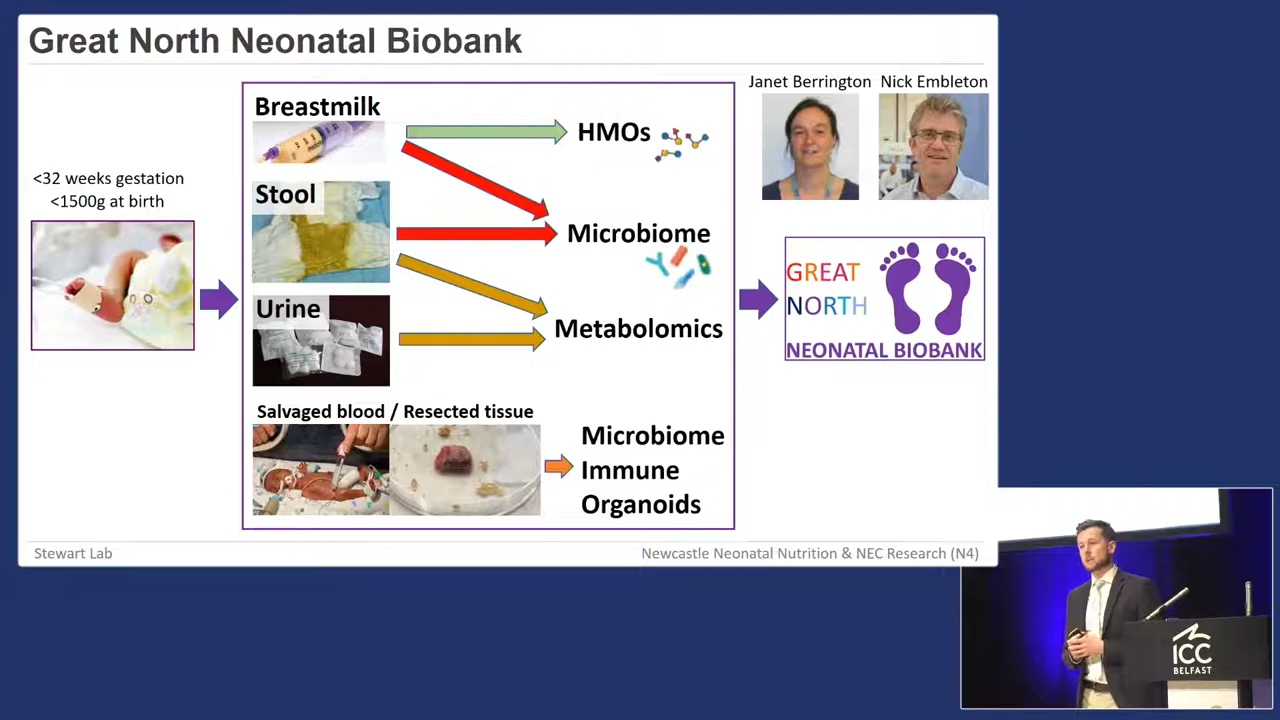 Great North Neonatal Biobank
<32 weeks gestation
<1500g at birth
Breastmilk
Stool
Urine
Salvaged blood / Resected tissue
HMOs
Microbiome
Metabolomics
Microbiome
Immune
Organoids
Janet Berrington
Nick Embleton
GREAT
NORTH
NEONATAL BIOBANK
Stewart Lab
Newcastle Neonatal Nutrition & NEC Research (N4)
ICC
BELFAST